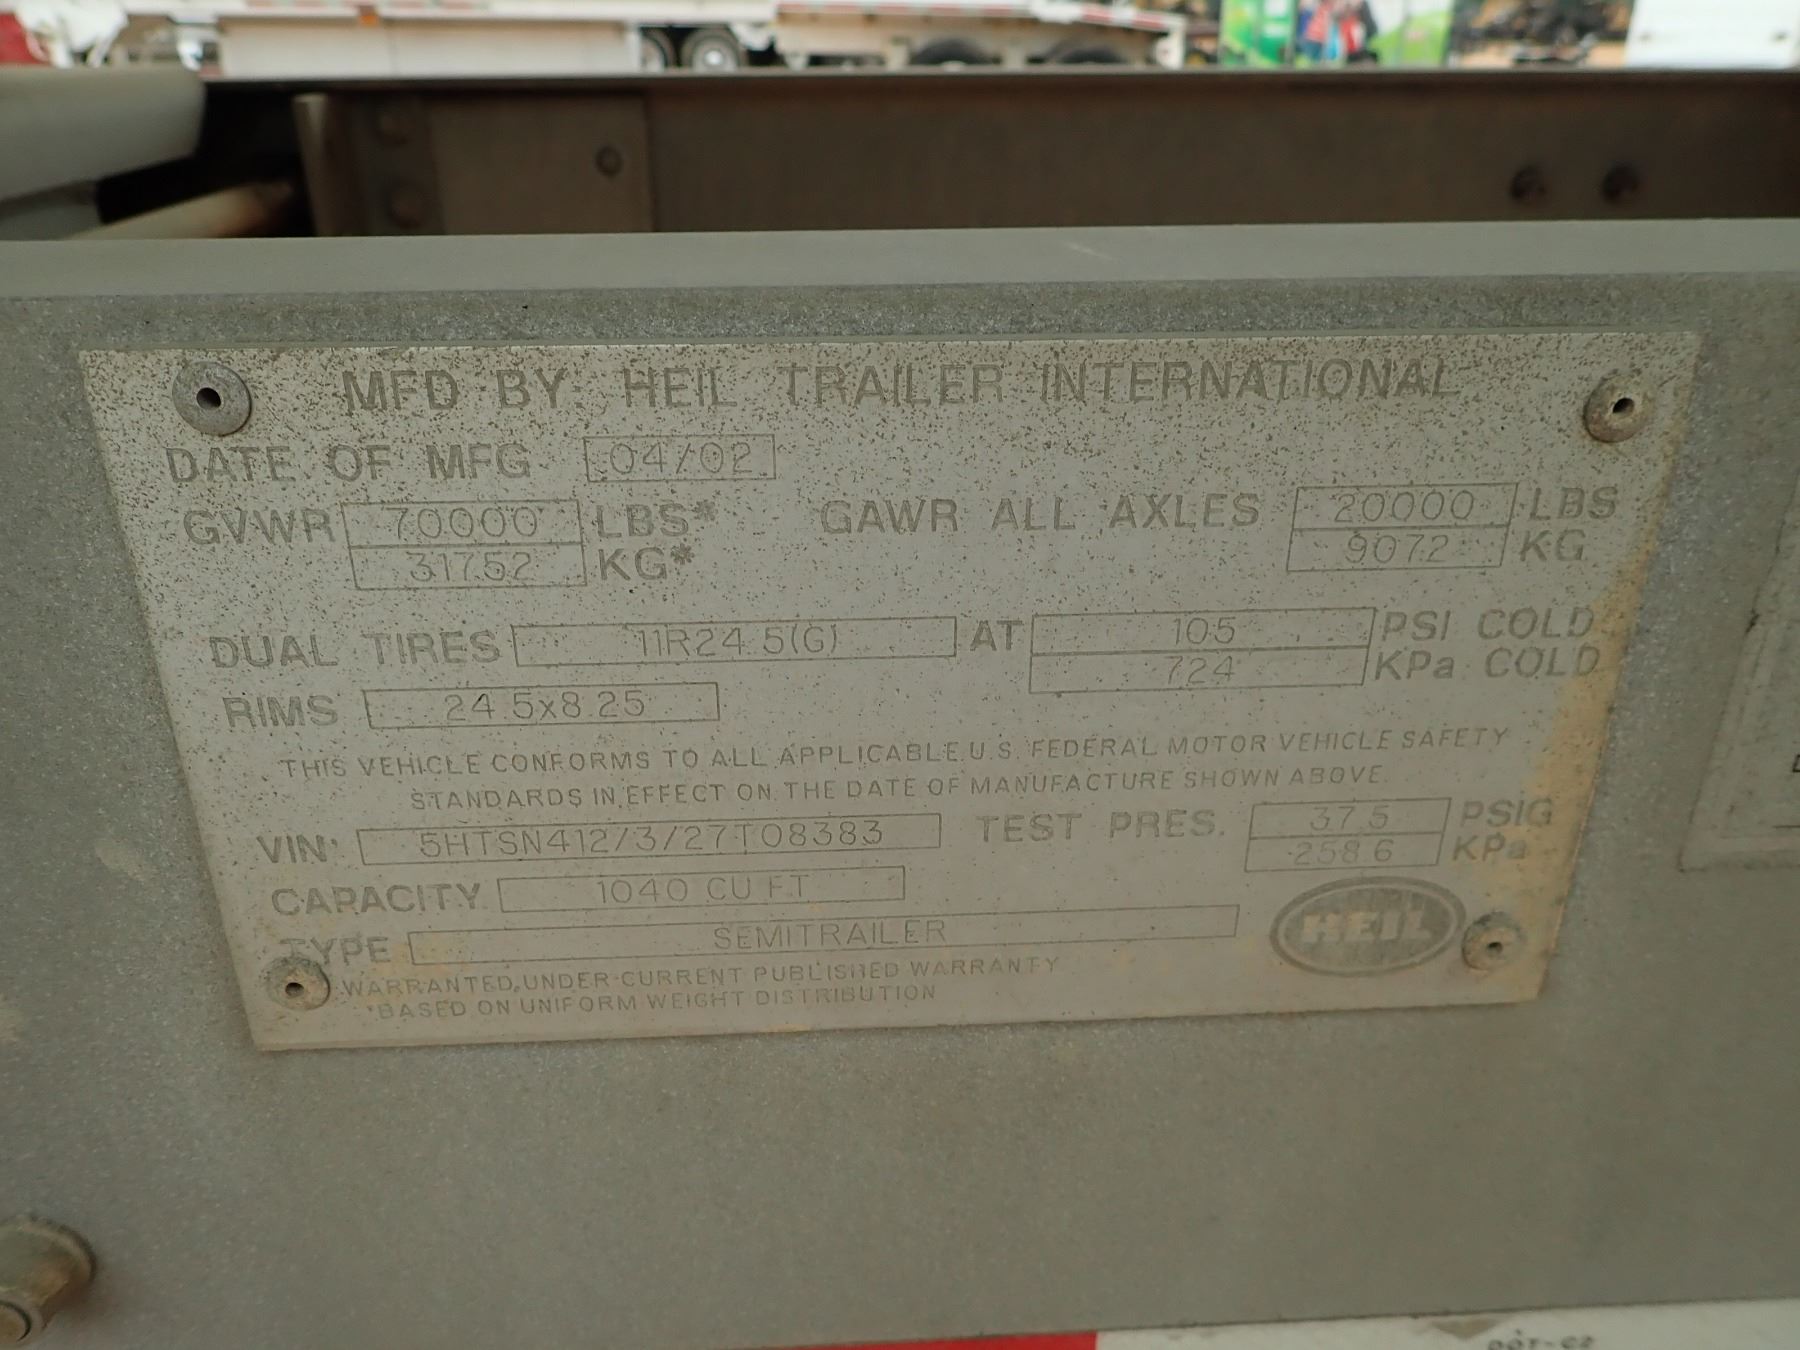 MFD BY: HEIL TRAILER INTERNATIONAL
DATE OF MFG 04/02
GVWR 70000 LBS* GAWR ALL AXLES 20000 LBS
31752 KG* 9072 KG
DUAL TIRES 11R24.5(G) AT 105 PSI COLD
724 KPa COLD
RIMS 24.5x8.25
THIS VEHICLE CONFORMS TO ALL APPLICABLE U.S. FEDERAL MOTOR VEHICLE SAFETY
STANDARDS IN EFFECT ON THE DATE OF MANUFACTURE SHOWN ABOVE.
VIN: 5HTSN412/3/27T08383 TEST PRES. 37.5 PSIG
258.6 KPa
CAPACITY 1040 CU FT
TYPE SEMITRAILER
HEIL
WARRANTED UNDER CURRENT PUBLISHED WARRANTY
*BASED ON UNIFORM WEIGHT DISTRIBUTION
DOT-C2